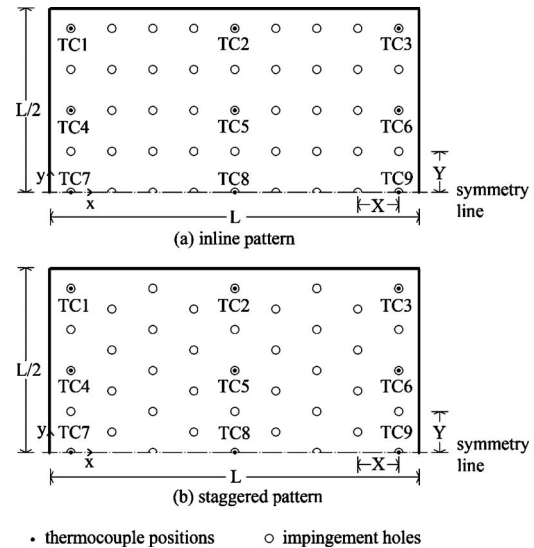 TC1 TC2 TC3
L/2
TC4 TC5 TC6
Y
y TC7 TC8 TC9
x X symmetry
line
L
(a) inline pattern
TC1 TC2 TC3
L/2
TC4 TC5 TC6
Y
y TC7 TC8 TC9
x X symmetry
line
L
(b) staggered pattern
• thermocouple positions o impingement holes